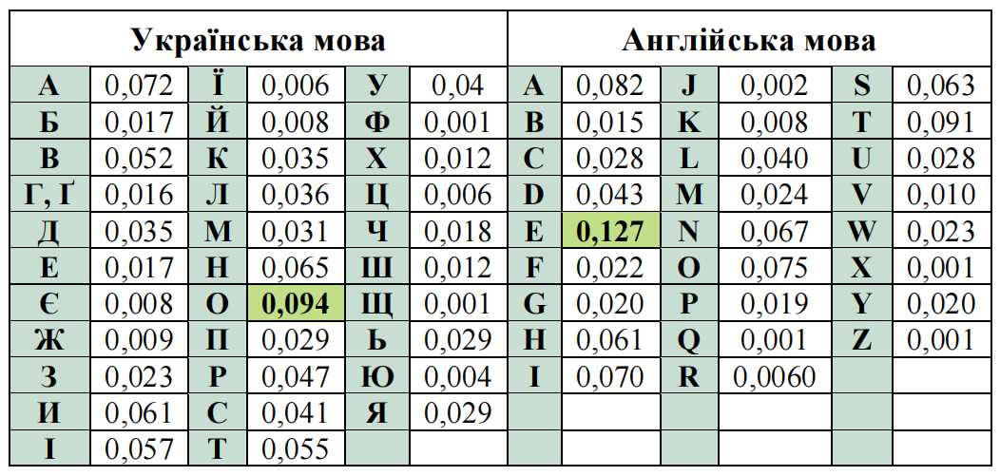 Українська мова Англійська мова
А 0,072 Ї 0,006 У 0,04 A 0,082 J 0,002 S 0,063
Б 0,017 Й 0,008 Ф 0,001 B 0,015 K 0,008 T 0,091
В 0,052 К 0,035 Х 0,012 C 0,028 L 0,040 U 0,028
Г, Ґ 0,016 Л 0,036 Ц 0,006 D 0,043 M 0,024 V 0,010
Д 0,035 М 0,031 Ч 0,018 E 0,127 N 0,067 W 0,023
Е 0,017 Н 0,065 Ш 0,012 F 0,022 O 0,075 X 0,001
Є 0,008 О 0,094 Щ 0,001 G 0,020 P 0,019 Y 0,020
Ж 0,009 П 0,029 Ь 0,029 H 0,061 Q 0,001 Z 0,001
З 0,023 Р 0,047 Ю 0,004 I 0,070 R 0,0060
И 0,061 С 0,041 Я 0,029
І 0,057 Т 0,055